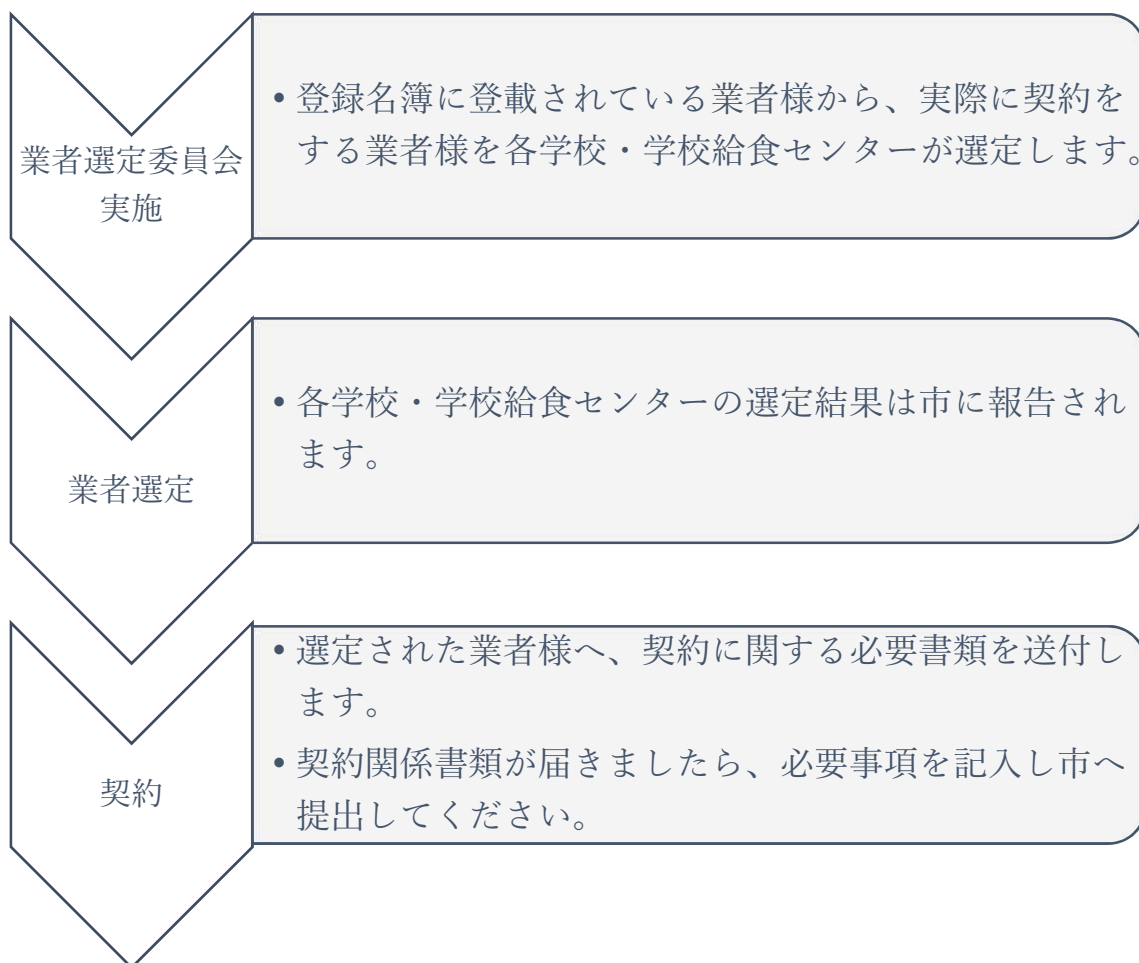 業者選定委員会
実施
• 登録名簿に登載されている業者様から、実際に契約を
する業者様を各学校・学校給食センターが選定します。
業者選定
• 各学校・学校給食センターの選定結果は市に報告され
ます。
契約
• 選定された業者様へ、契約に関する必要書類を送付し
ます。
• 契約関係書類が届きましたら、必要事項を記入し市へ
提出してください。